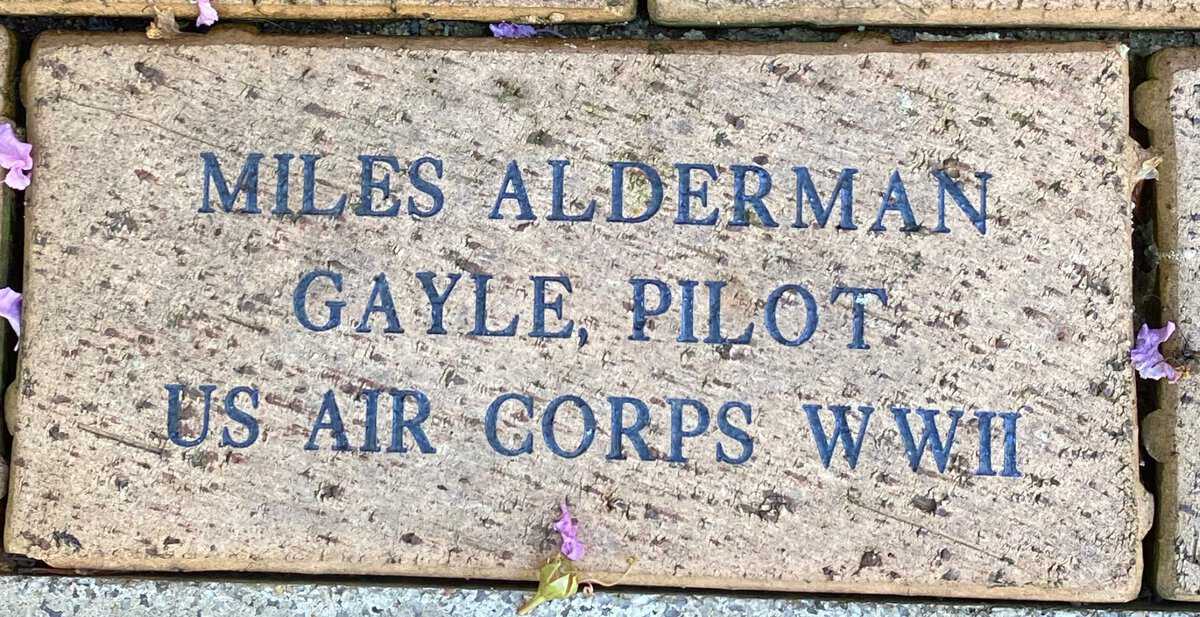 MILES ALDERMAN
GAYLE, PILOT
US AIR CORPS WWII